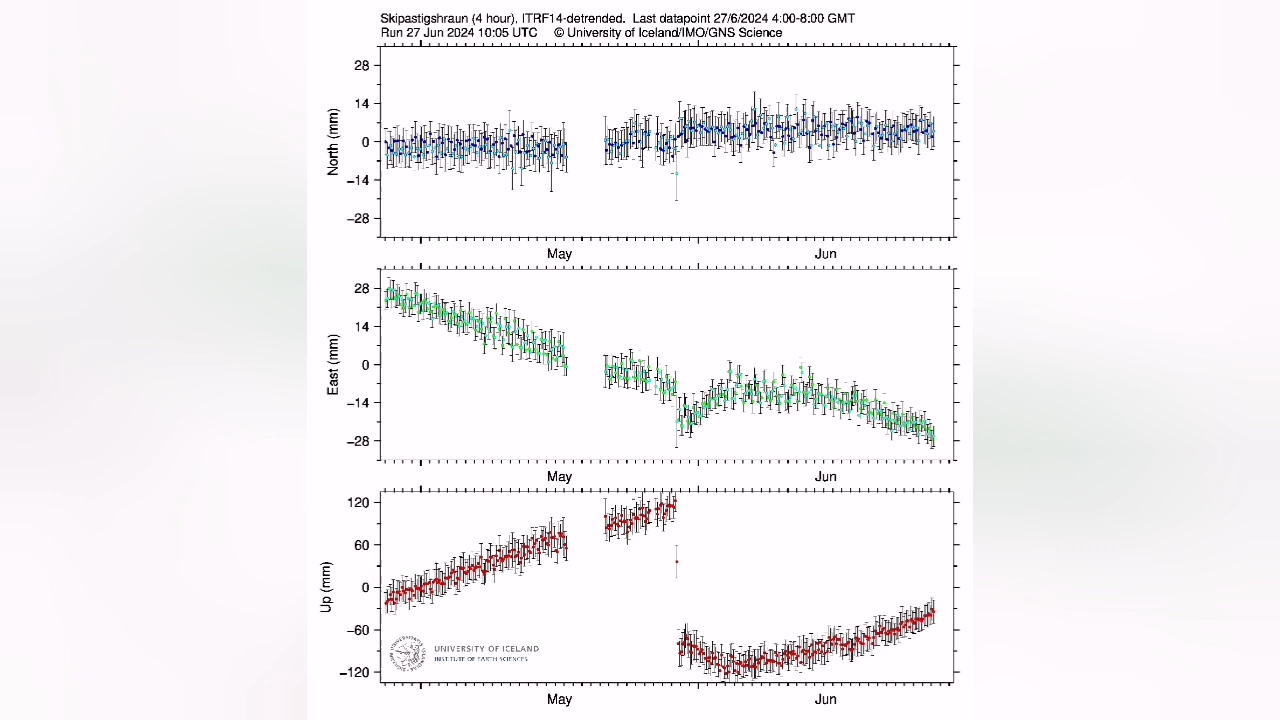 Skipastigshraun (4 hour), ITRF14-detrended. Last datapoint 27/6/2024 4:00-8:00 GMT
Run 27 Jun 2024 10:05 UTC © University of Iceland/IMO/GNS Science
North (mm)
28
14
0
−14
−28
May Jun
East (mm)
28
14
0
−14
−28
May Jun
Up (mm)
120
60
0
−60
−120
UNIVERSITY OF ICELAND
INSTITUTE OF EARTH SCIENCES
May Jun